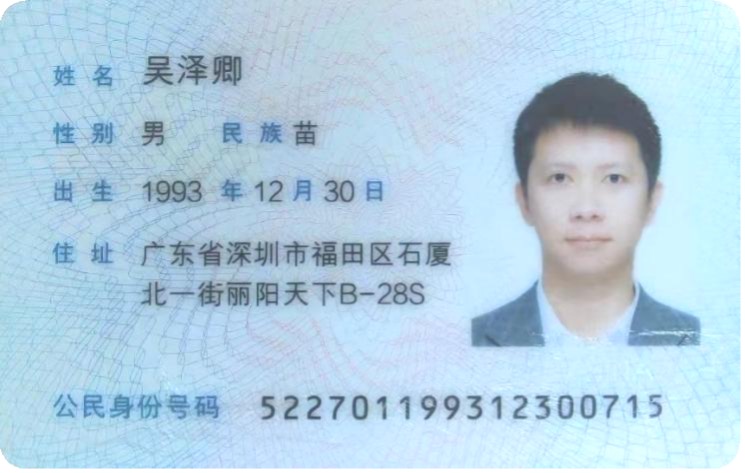 姓名 吴泽卿
性别 男 民族 苗
出生 1993 年 12 月 30 日
住址 广东省深圳市福田区石厦
北一街丽阳天下B-28S
公民身份号码 522701199312300715